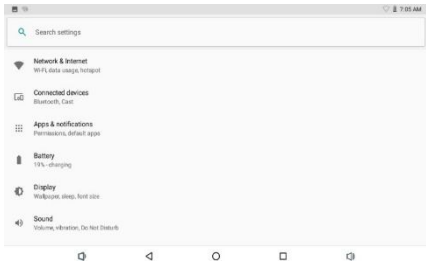 7:05 AM
Search settings
Network & Internet
Wi-Fi, data usage, hotspot
Connected devices
Bluetooth, Cast
Apps & notifications
Permissions, default apps
Battery
19% - charging
Display
Wallpaper, sleep, font size
Sound
Volume, vibration, Do Not Disturb